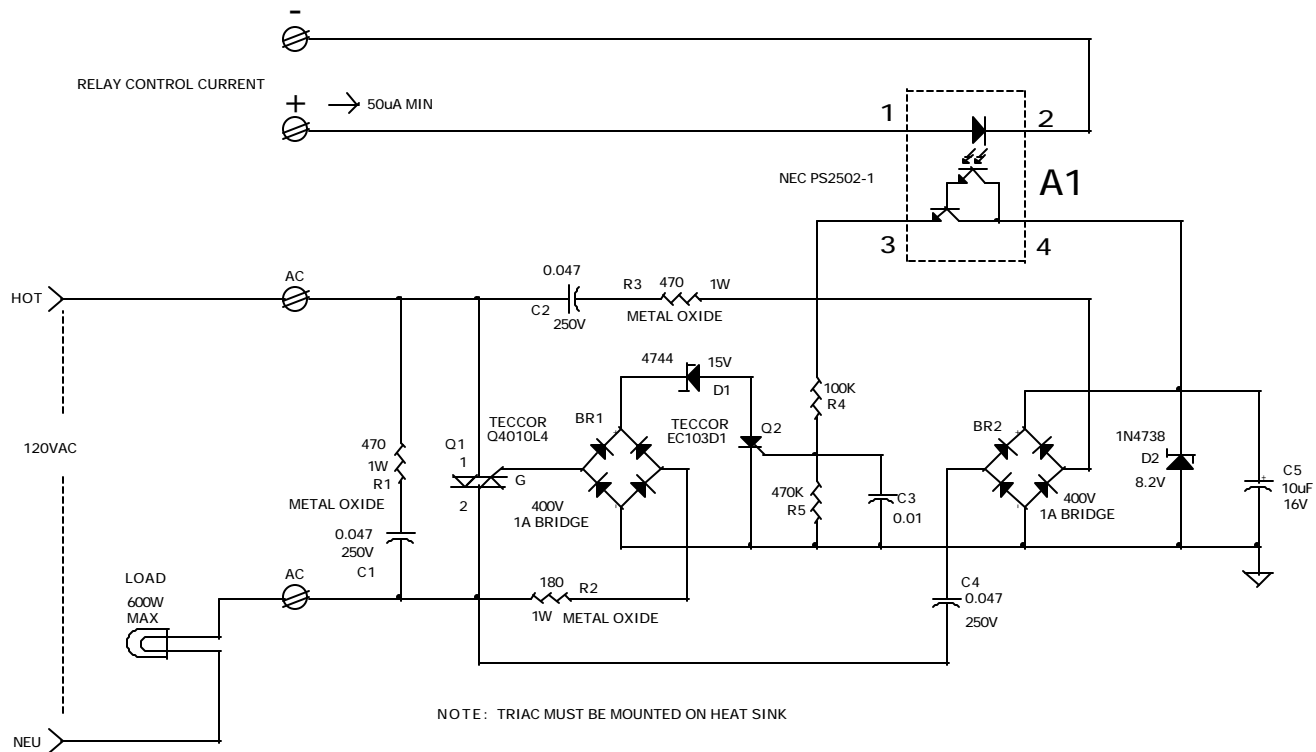 -
RELAY CONTROL CURRENT
+
50uA MIN
1
2
NEC PS2502-1
A1
3
4
HOT
AC
0.047
C2
250V
R3
470
1W
METAL OXIDE
4744
15V
D1
100K
R4
120VAC
470
1W
R1
METAL OXIDE
Q1
1
2
G
TECCOR
Q4010L4
BR1
400V
1A BRIDGE
TECCOR
EC103D1
Q2
470K
R5
C3
0.01
BR2
+
-
+
-
400V
1A BRIDGE
1N4738
D2
8.2V
+
C5
10uF
16V
0.047
250V
C1
LOAD
600W
MAX
AC
180
R2
1W
METAL OXIDE
C4
0.047
250V
NOTE: TRIAC MUST BE MOUNTED ON HEAT SINK
NEU